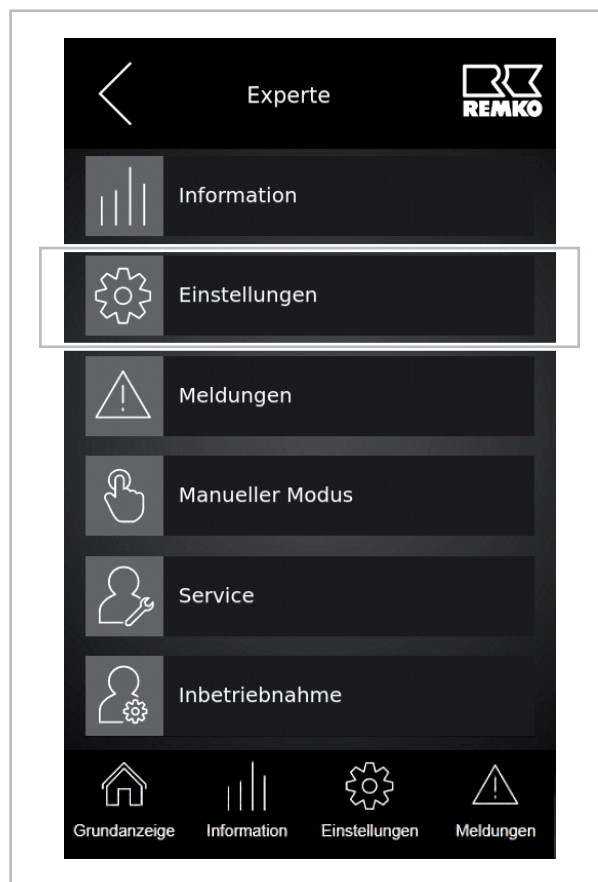 Experte
REMKO
Information
Einstellungen
Meldungen
Manueller Modus
Service
Inbetriebnahme
Grundanzeige Information Einstellungen Meldungen